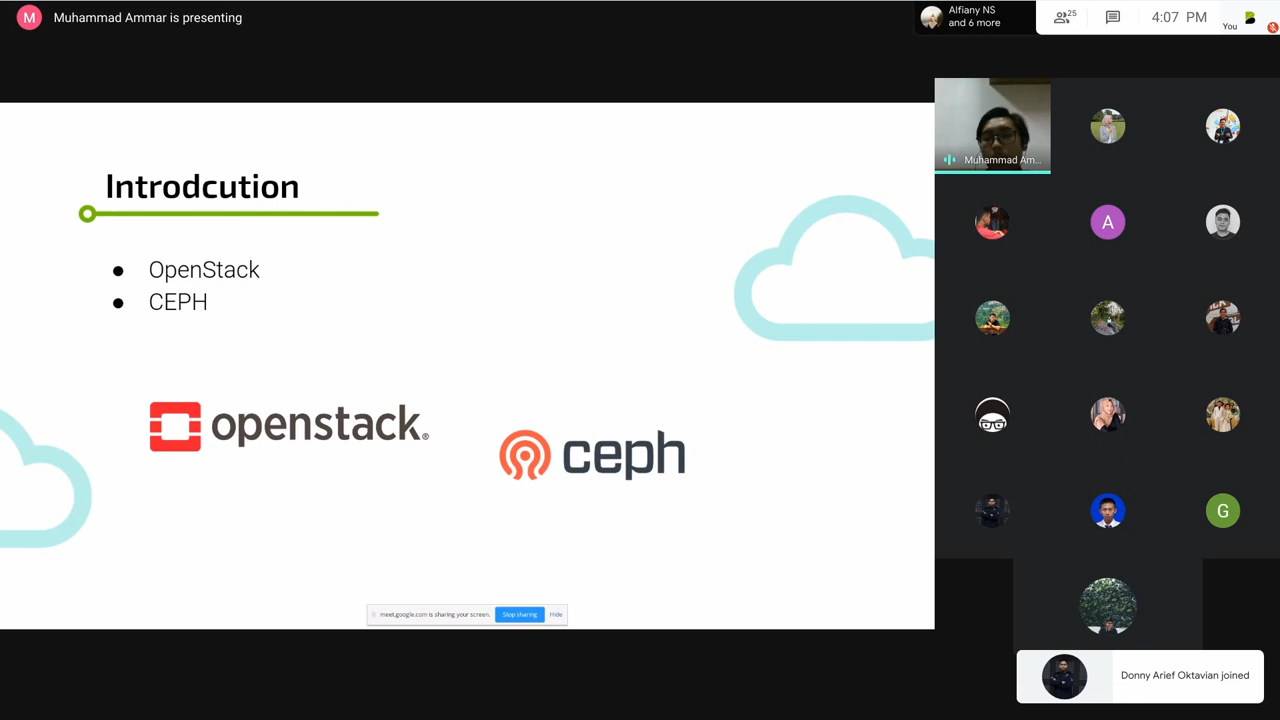 M
Muhammad Ammar is presenting
Alfiany NS
and 6 more
25
4:07 PM
You
Introdcution
● OpenStack
● CEPH
openstack.®
ceph
Muhammad Am...
A
G
meet.google.com is sharing your screen.
Stop sharing
Hide
Donny Arief Oktavian joined